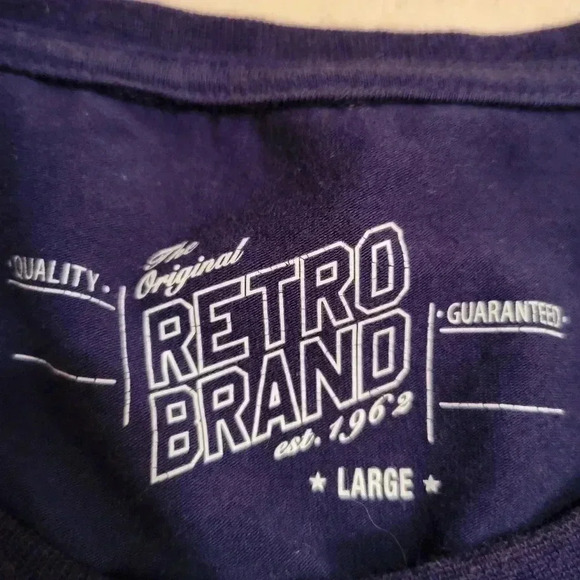 The
Original
·QUALITY·
RETRO
BRAND
·GUARANTEED·
est. 1962
★ LARGE ★